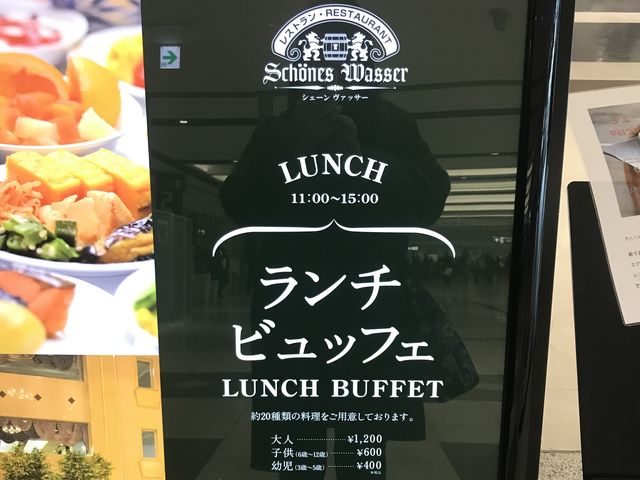 レストラン・RESTAURANT
Schönes Wasser
シェーン ヴァッサー
LUNCH
11:00~15:00
ランチ
ビュッフェ
LUNCH BUFFET
約20種類の料理をご用意しております。
大人 ¥1,200
子供(6歳~12歳) ¥600
幼児(3歳~5歳) ¥400